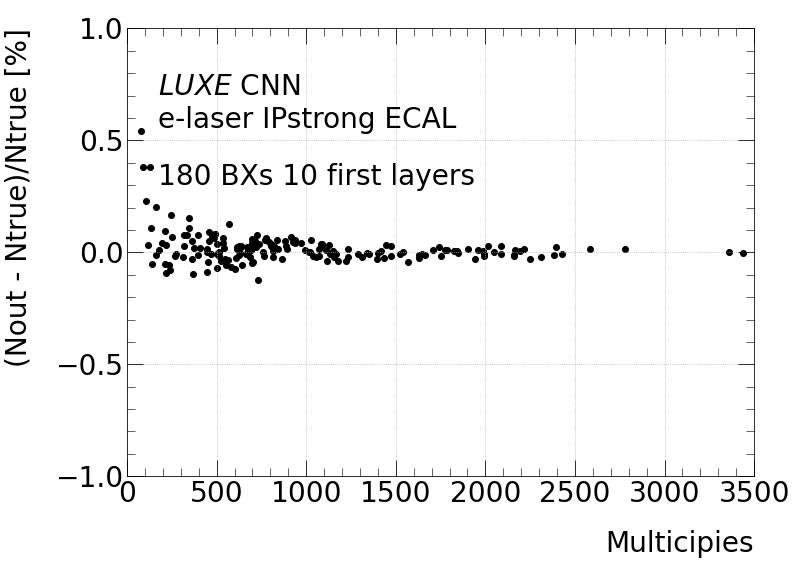 (Nout - Ntrue)/Ntrue [%]
1.0
0.5
0.0
−0.5
−1.0
LUXE CNN
e-laser IPstrong ECAL
180 BXs 10 first layers
0 500 1000 1500 2000 2500 3000 3500
Multicipies